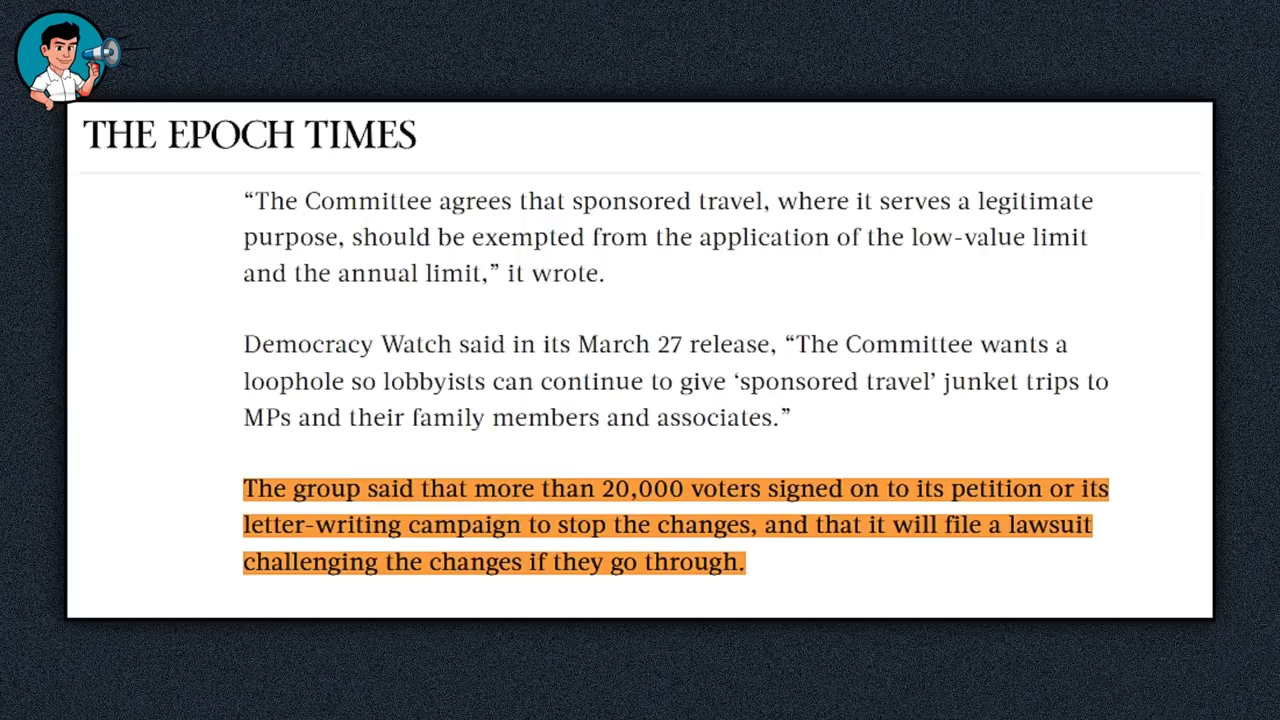 THE EPOCH TIMES
“The Committee agrees that sponsored travel, where it serves a legitimate
purpose, should be exempted from the application of the low-value limit
and the annual limit,” it wrote.
Democracy Watch said in its March 27 release, “The Committee wants a
loophole so lobbyists can continue to give ‘sponsored travel’ junket trips to
MPs and their family members and associates.”
The group said that more than 20,000 voters signed on to its petition or its
letter-writing campaign to stop the changes, and that it will file a lawsuit
challenging the changes if they go through.